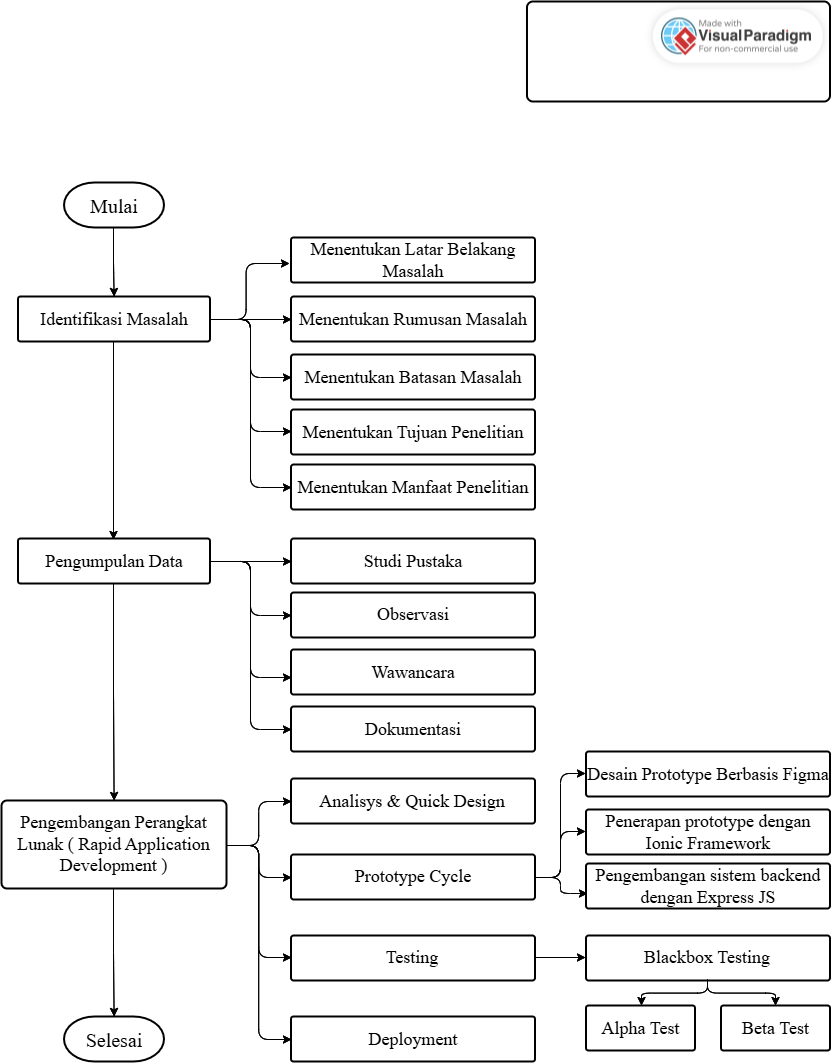 Made with
VisualParadigm
For non-commercial use
Mulai
Menentukan Latar Belakang
Masalah
Identifikasi Masalah
Menentukan Rumusan Masalah
Menentukan Batasan Masalah
Menentukan Tujuan Penelitian
Menentukan Manfaat Penelitian
Pengumpulan Data
Studi Pustaka
Observasi
Wawancara
Dokumentasi
Pengembangan Perangkat
Lunak ( Rapid Application
Development )
Analisys & Quick Design
Prototype Cycle
Desain Prototype Berbasis Figma
Penerapan prototype dengan
Ionic Framework
Pengembangan sistem backend
dengan Express JS
Testing
Blackbox Testing
Alpha Test
Beta Test
Deployment
Selesai